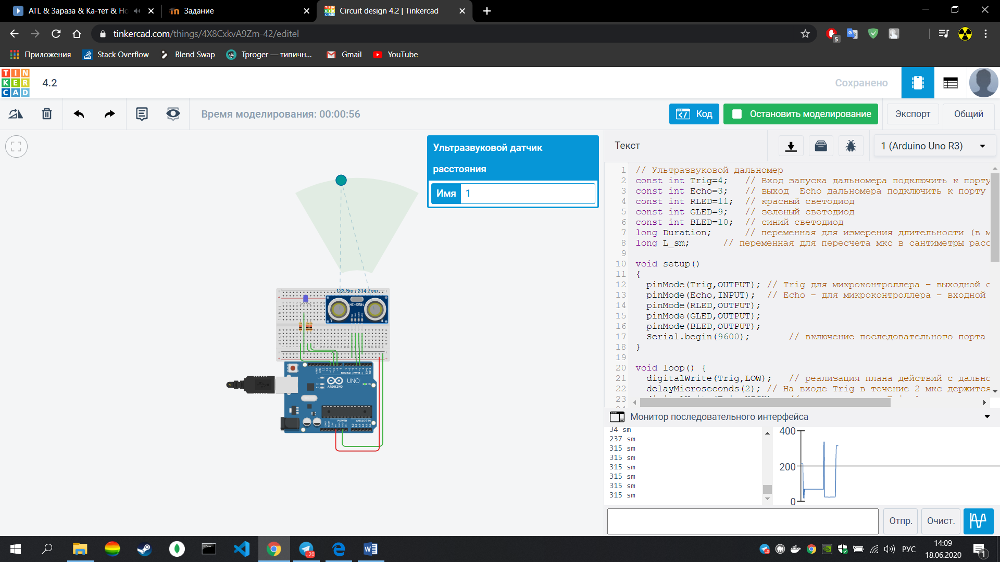 ATL & Зараза & Ка-тет & Но
Задание
Circuit design 4.2 | Tinkercad
tinkercad.com/things/4X8CxkvA9Zm-42/editel
5
Приложения
Stack Overflow
Blend Swap
Tproger — типичн...
Gmail
YouTube
TIN
KER
CAD
4.2
Сохранено
Время моделирования: 00:00:56
Код
Остановить моделирование
Экспорт
Общий
Ультразвуковой датчик
расстояния
Имя
1
123.9in / 314.7cm
HC-SR04
DIGITAL (PWM~)
UNO
ARDUINO
POWER
ANALOG IN
Текст
1 (Arduino Uno R3)
1 // Ультразвуковой дальномер
2 const int Trig=4; // Вход запуска дальномера подключить к порту
3 const int Echo=3; // выход Echo дальномера подключить к порту
4 const int RLED=11; // красный светодиод
5 const int GLED=9; // зеленый светодиод
6 const int BLED=10; // синий светодиод
7 long Duration; // переменная для измерения длительности (в м
8 long L_sm; // переменная для пересчета мкс в сантиметры расс
9
10 void setup()
11 {
12 pinMode(Trig,OUTPUT); // Trig для микроконтроллера - выходной с
13 pinMode(Echo,INPUT); // Echo - для микроконтроллера - входной
14 pinMode(RLED,OUTPUT);
15 pinMode(GLED,OUTPUT);
16 pinMode(BLED,OUTPUT);
17 Serial.begin(9600); // включение последовательного порта
18 }
19
20 void loop() {
21 digitalWrite(Trig,LOW); // реализация плана действий с дально
22 delayMicroseconds(2); // На входе Trig в течение 2 мкс держится
23
Монитор последовательного интерфейса
34 sm
237 sm
315 sm
315 sm
315 sm
315 sm
315 sm
315 sm
400
200
0
Отпр.
Очист.
..20
РУС
14:09
18.06.2020
1